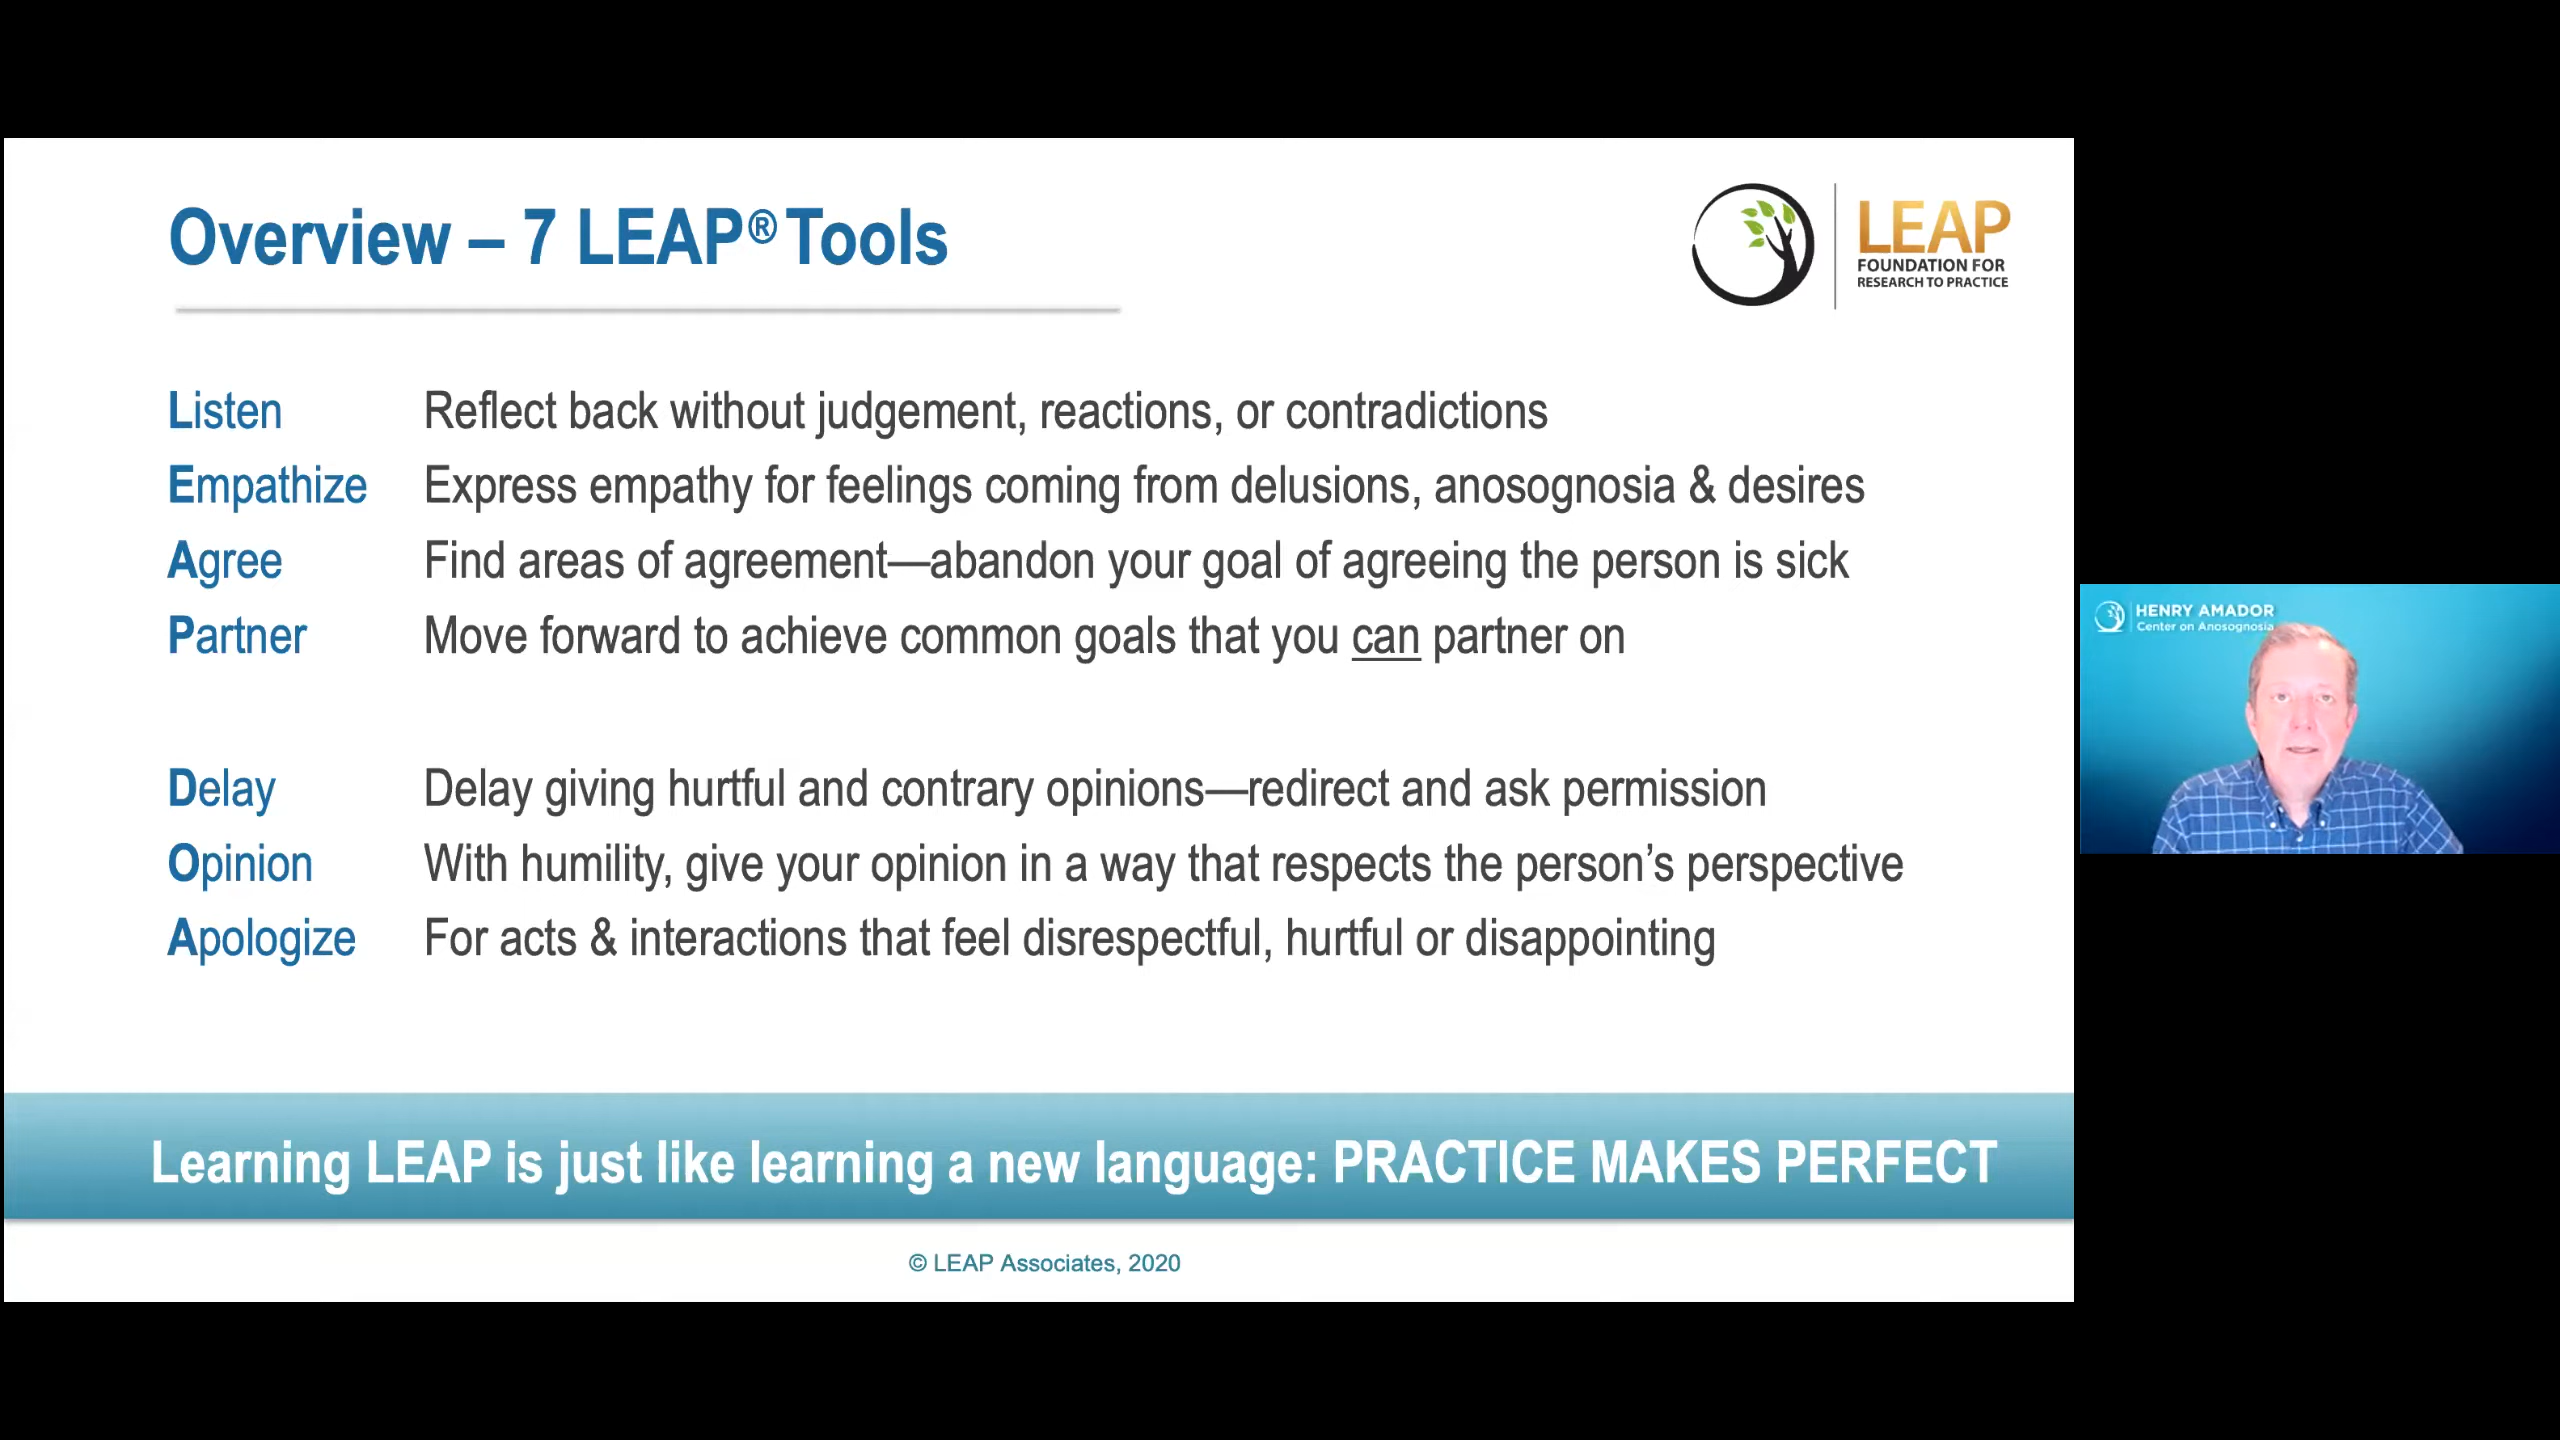 Overview – 7 LEAP® Tools
LEAP
FOUNDATION FOR
RESEARCH TO PRACTICE
Listen Reflect back without judgement, reactions, or contradictions
Empathize Express empathy for feelings coming from delusions, anosognosia & desires
Agree Find areas of agreement—abandon your goal of agreeing the person is sick
Partner Move forward to achieve common goals that you can partner on
Delay Delay giving hurtful and contrary opinions—redirect and ask permission
Opinion With humility, give your opinion in a way that respects the person’s perspective
Apologize For acts & interactions that feel disrespectful, hurtful or disappointing
Learning LEAP is just like learning a new language: PRACTICE MAKES PERFECT
© LEAP Associates, 2020
HENRY AMADOR
Center on Anosognosia